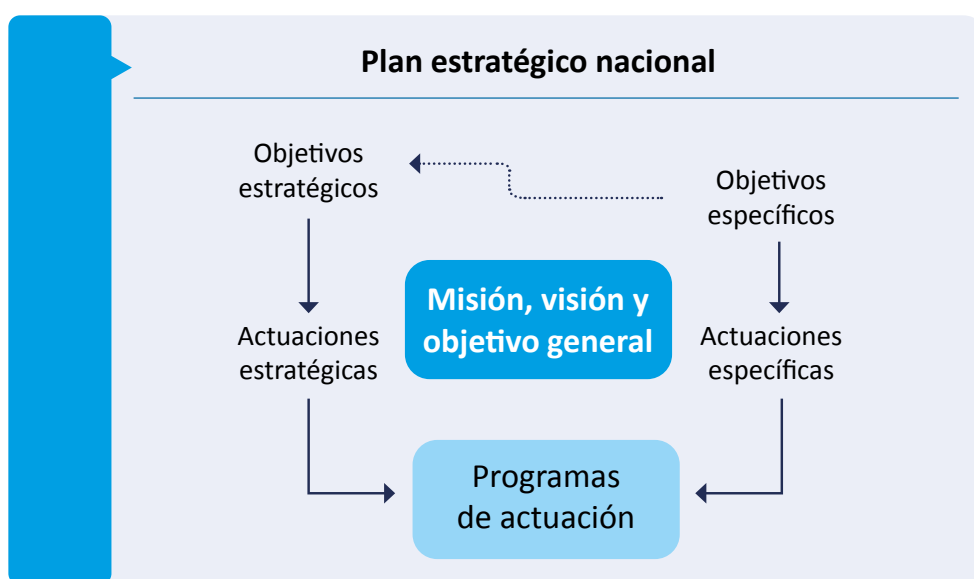 Plan estratégico nacional
Objetivos
estratégicos
Objetivos
específicos
Misión, visión y
objetivo general
Actuaciones
estratégicas
Actuaciones
específicas
Programas
de actuación